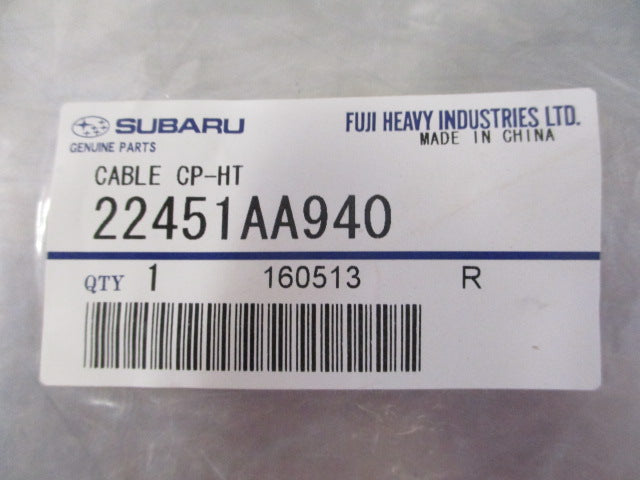 SUBARU
GENUINE PARTS
FUJI HEAVY INDUSTRIES LTD.
MADE IN CHINA
CABLE CP-HT
22451AA940
QTY 1 160513 R